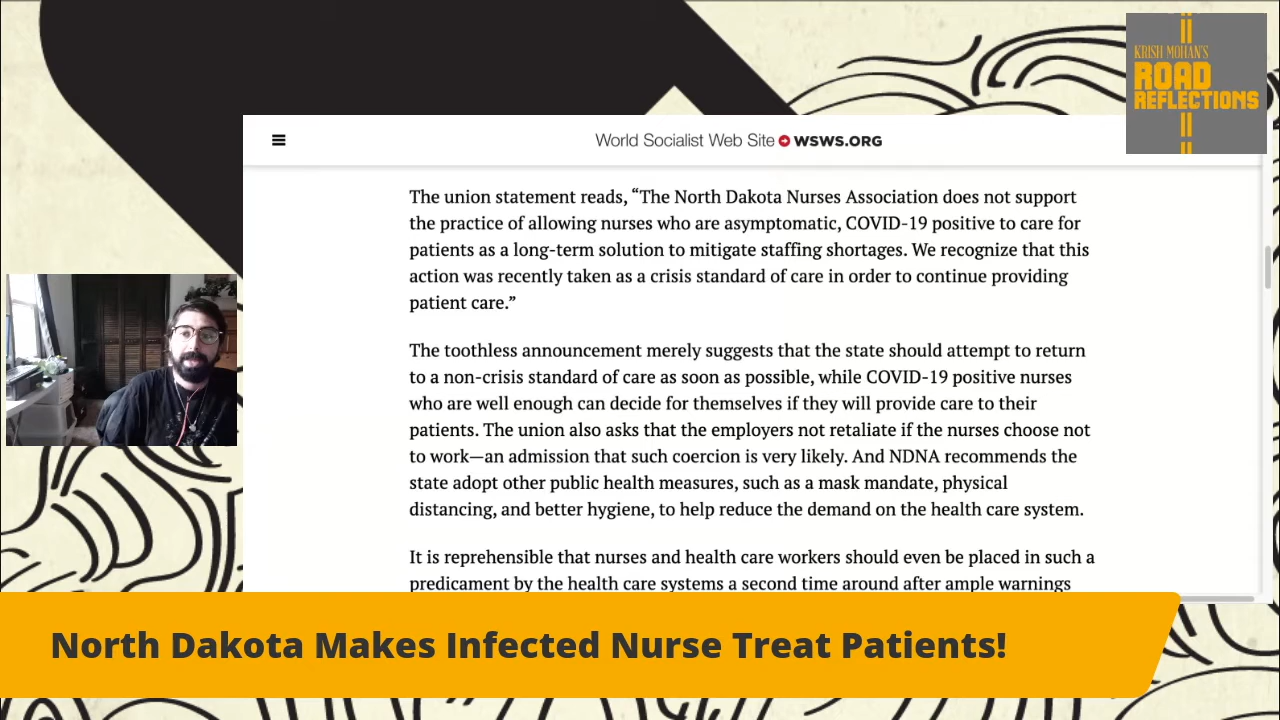 KRISH MOHAN'S
ROAD
REFLECTIONS
World Socialist Web Site WSWS.ORG
The union statement reads, “The North Dakota Nurses Association does not support
the practice of allowing nurses who are asymptomatic, COVID-19 positive to care for
patients as a long-term solution to mitigate staffing shortages. We recognize that this
action was recently taken as a crisis standard of care in order to continue providing
patient care.”
The toothless announcement merely suggests that the state should attempt to return
to a non-crisis standard of care as soon as possible, while COVID-19 positive nurses
who are well enough can decide for themselves if they will provide care to their
patients. The union also asks that the employers not retaliate if the nurses choose not
to work—an admission that such coercion is very likely. And NDNA recommends the
state adopt other public health measures, such as a mask mandate, physical
distancing, and better hygiene, to help reduce the demand on the health care system.
It is reprehensible that nurses and health care workers should even be placed in such a
predicament by the health care systems a second time around after ample warnings
North Dakota Makes Infected Nurse Treat Patients!